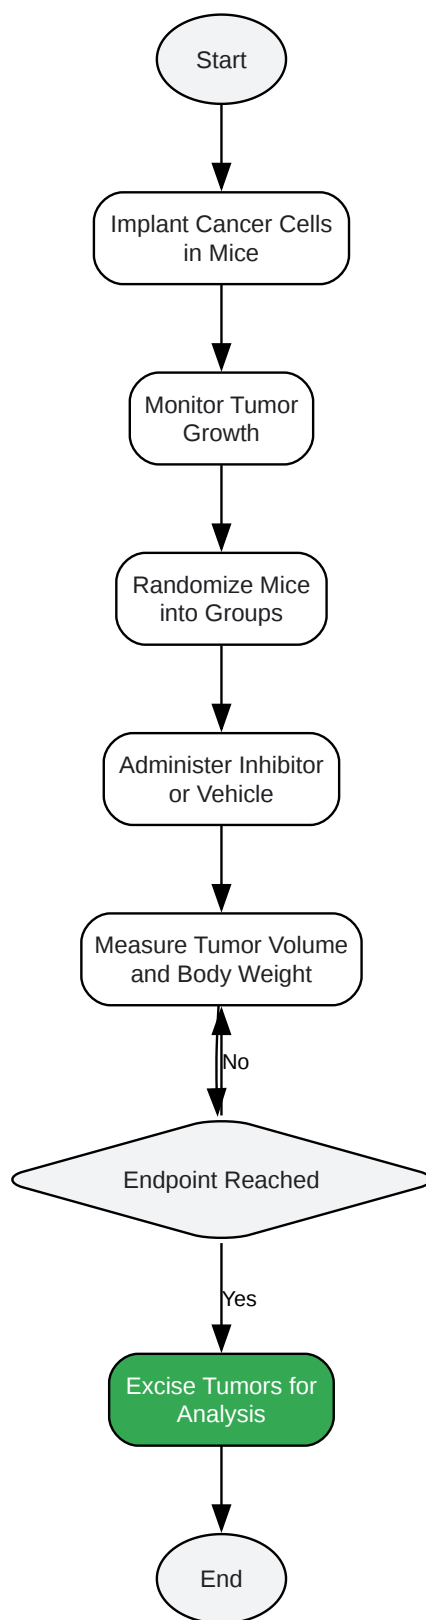 Start
Implant Cancer Cells
in Mice
Monitor Tumor
Growth
Randomize Mice
into Groups
Administer Inhibitor
or Vehicle
Measure Tumor Volume
and Body Weight
No
Endpoint Reached
Yes
Excise Tumors for
Analysis
End